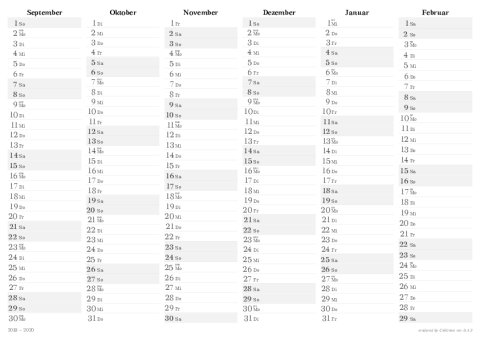 September
1 So
2 Mo
3 Di
4 Mi
5 Do
6 Fr
7 Sa
8 So
9 Mo
10 Di
11 Mi
12 Do
13 Fr
14 Sa
15 So
16 Mo
17 Di
18 Mi
19 Do
20 Fr
21 Sa
22 So
23 Mo
24 Di
25 Mi
26 Do
27 Fr
28 Sa
29 So
30 Mo
Oktober
1 Di
2 Mi
3 Do
4 Fr
5 Sa
6 So
7 Mo
8 Di
9 Mi
10 Do
11 Fr
12 Sa
13 So
14 Mo
15 Di
16 Mi
17 Do
18 Fr
19 Sa
20 So
21 Mo
22 Di
23 Mi
24 Do
25 Fr
26 Sa
27 So
28 Mo
29 Di
30 Mi
31 Do
November
1 Fr
2 Sa
3 So
4 Mo
5 Di
6 Mi
7 Do
8 Fr
9 Sa
10 So
11 Mo
12 Di
13 Mi
14 Do
15 Fr
16 Sa
17 So
18 Mo
19 Di
20 Mi
21 Do
22 Fr
23 Sa
24 So
25 Mo
26 Di
27 Mi
28 Do
29 Fr
30 Sa
Dezember
1 So
2 Mo
3 Di
4 Mi
5 Do
6 Fr
7 Sa
8 So
9 Mo
10 Di
11 Mi
12 Do
13 Fr
14 Sa
15 So
16 Mo
17 Di
18 Mi
19 Do
20 Fr
21 Sa
22 So
23 Mo
24 Di
25 Mi
26 Do
27 Fr
28 Sa
29 So
30 Mo
31 Di
Januar
1 Mi
2 Do
3 Fr
4 Sa
5 So
6 Mo
7 Di
8 Mi
9 Do
10 Fr
11 Sa
12 So
13 Mo
14 Di
15 Mi
16 Do
17 Fr
18 Sa
19 So
20 Mo
21 Di
22 Mi
23 Do
24 Fr
25 Sa
26 So
27 Mo
28 Di
29 Mi
30 Do
31 Fr
Februar
1 Sa
2 So
3 Mo
4 Di
5 Mi
6 Do
7 Fr
8 Sa
9 So
10 Mo
11 Di
12 Mi
13 Do
14 Fr
15 Sa
16 So
17 Mo
18 Di
19 Mi
20 Do
21 Fr
22 Sa
23 So
24 Mo
25 Di
26 Mi
27 Do
28 Fr
29 Sa
2019 – 2020